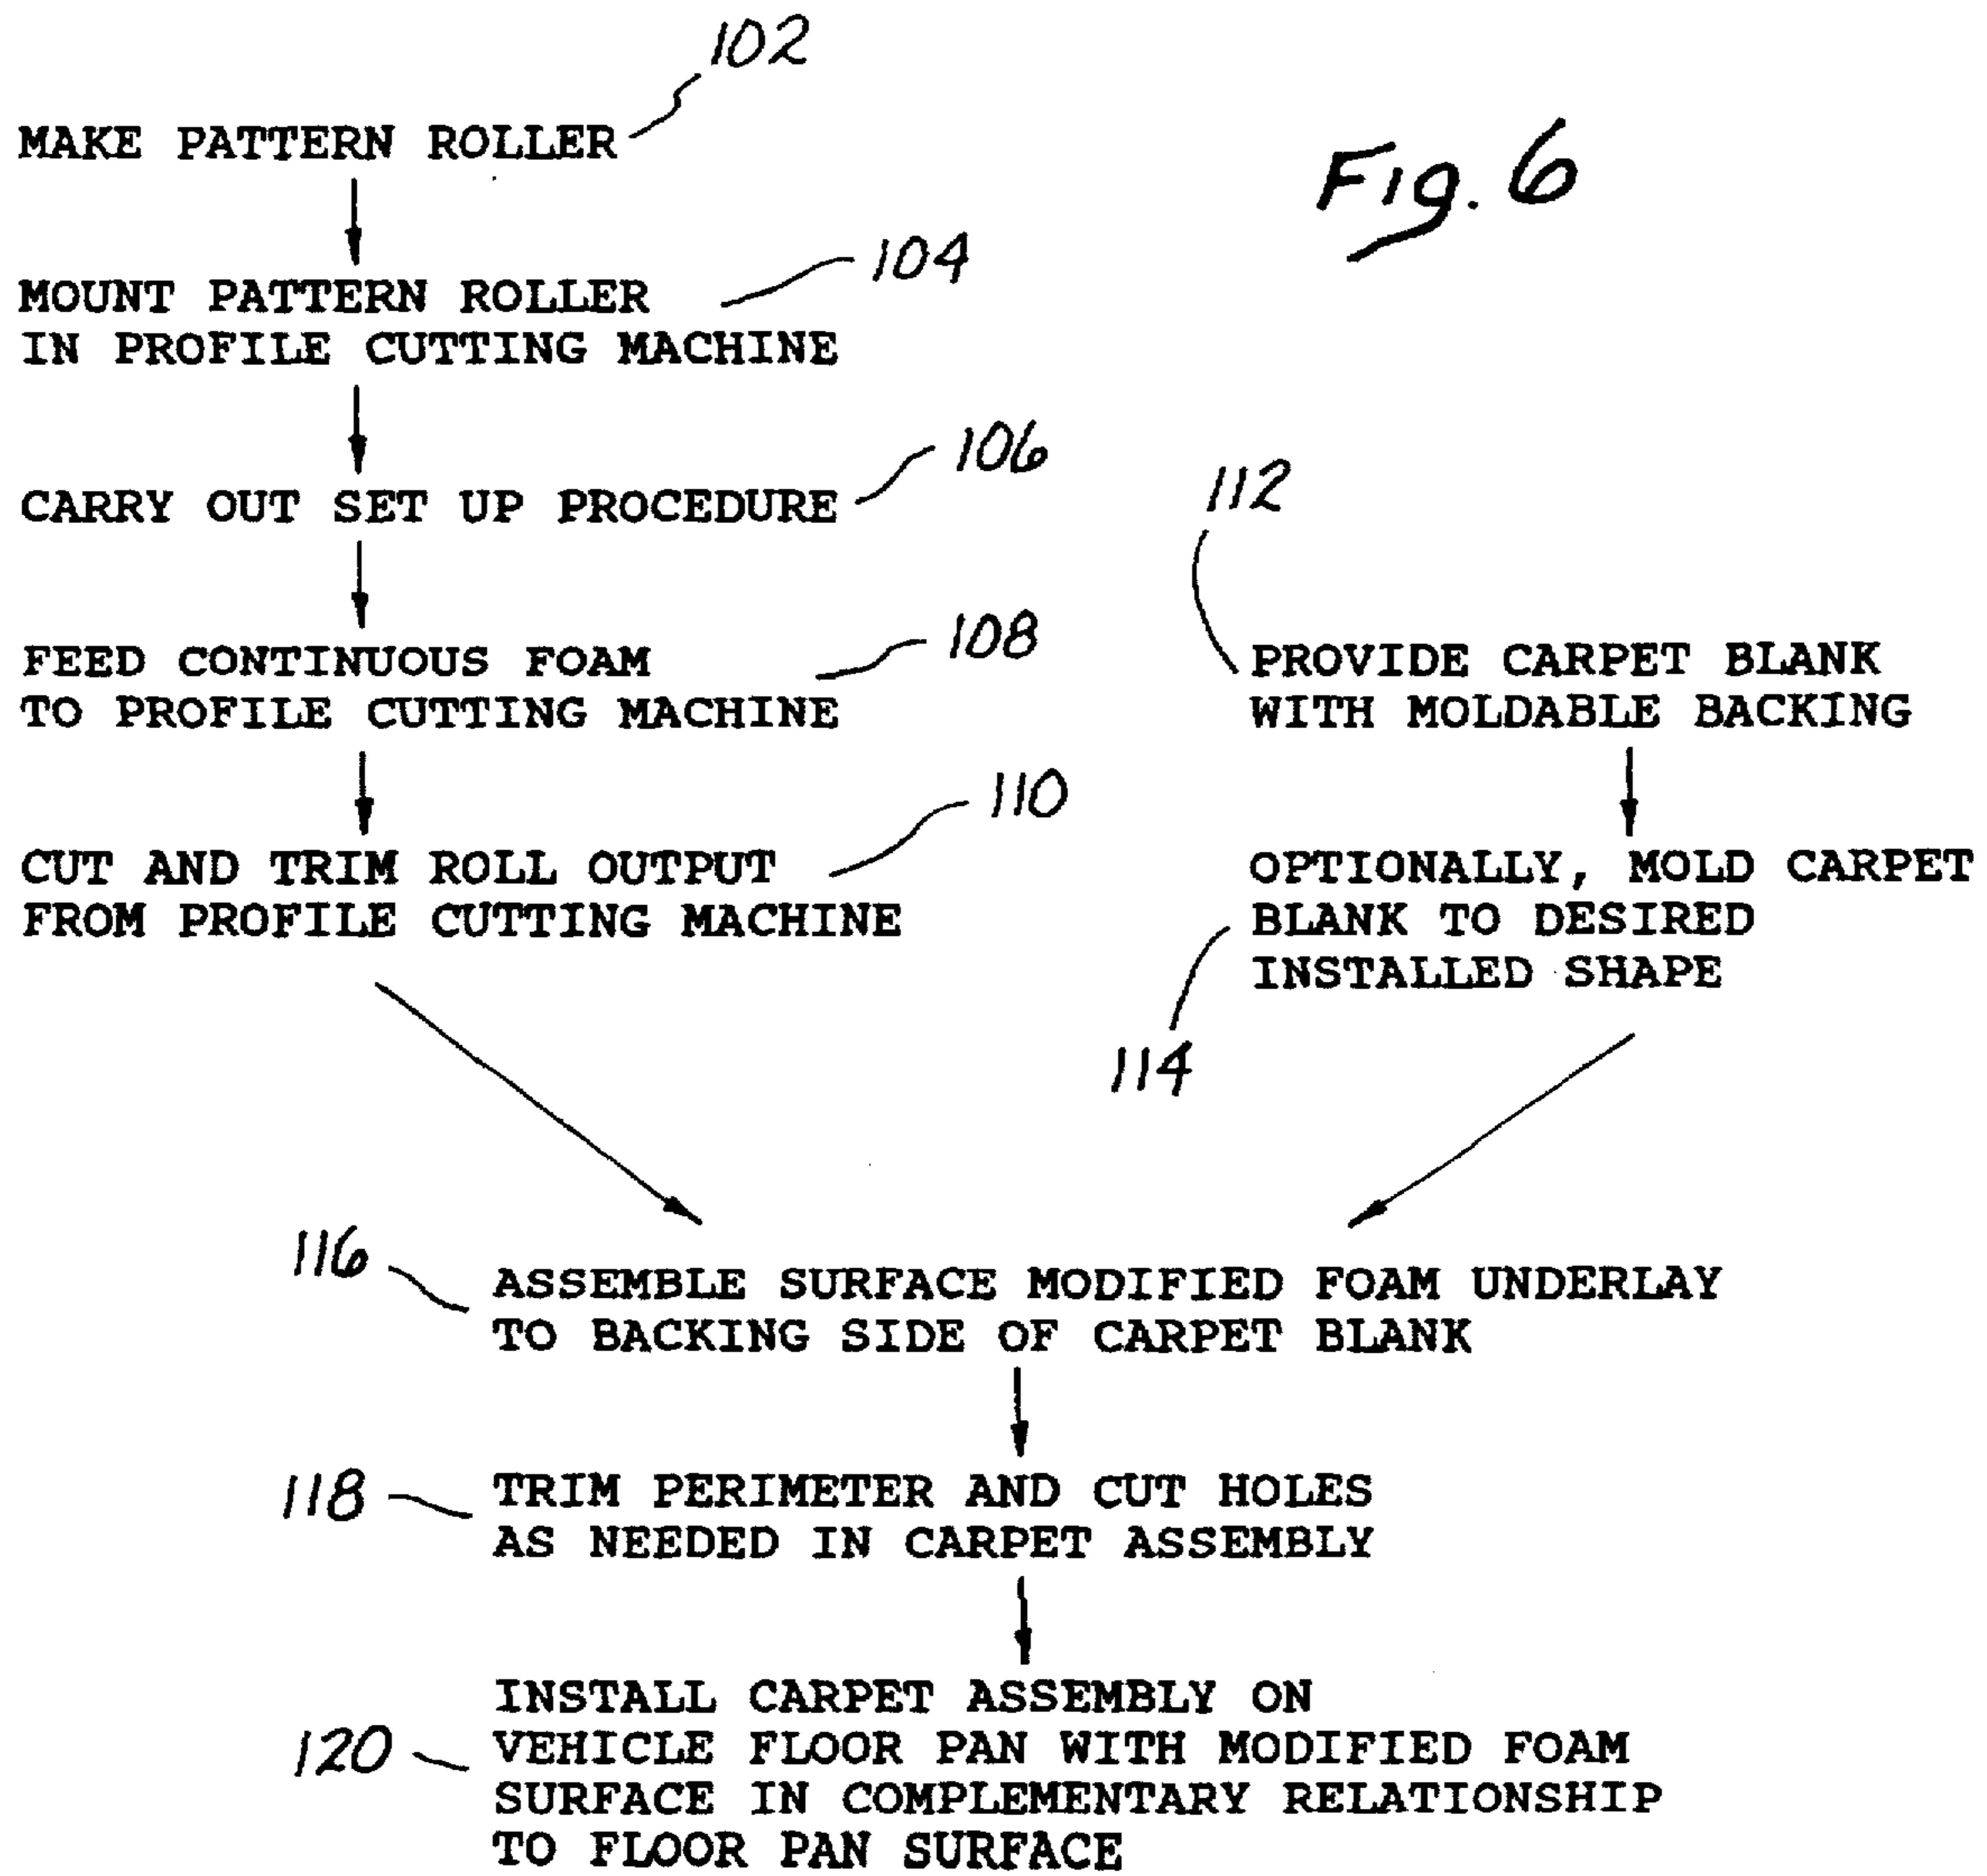 102
MAKE PATTERN ROLLER
Fig. 6
104
MOUNT PATTERN ROLLER
IN PROFILE CUTTING MACHINE
106
CARRY OUT SET UP PROCEDURE
108
FEED CONTINUOUS FOAM
TO PROFILE CUTTING MACHINE
110
CUT AND TRIM ROLL OUTPUT
FROM PROFILE CUTTING MACHINE
112
PROVIDE CARPET BLANK
WITH MOLDABLE BACKING
OPTIONALLY, MOLD CARPET
BLANK TO DESIRED
INSTALLED SHAPE
114
116
ASSEMBLE SURFACE MODIFIED FOAM UNDERLAY
TO BACKING SIDE OF CARPET BLANK
118
TRIM PERIMETER AND CUT HOLES
AS NEEDED IN CARPET ASSEMBLY
120
INSTALL CARPET ASSEMBLY ON
VEHICLE FLOOR PAN WITH MODIFIED FOAM
SURFACE IN COMPLEMENTARY RELATIONSHIP
TO FLOOR PAN SURFACE